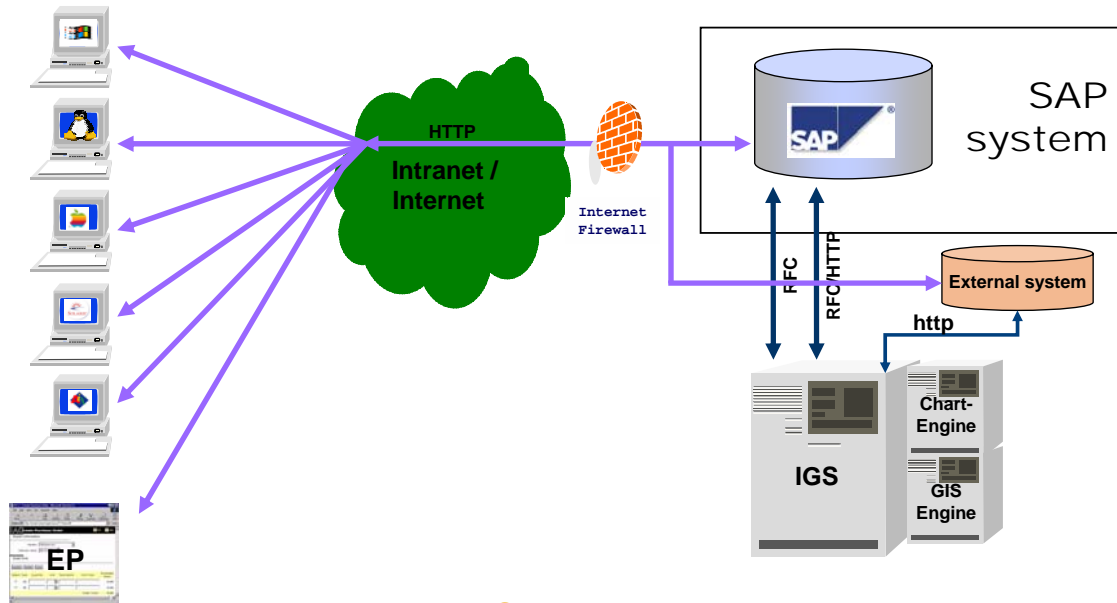 HTTP
Intranet /
Internet
Internet
Firewall
SAP
®
SAP
system
RFC
RFC/HTTP
External system
http
IGS
Chart-
Engine
GIS
Engine
EP